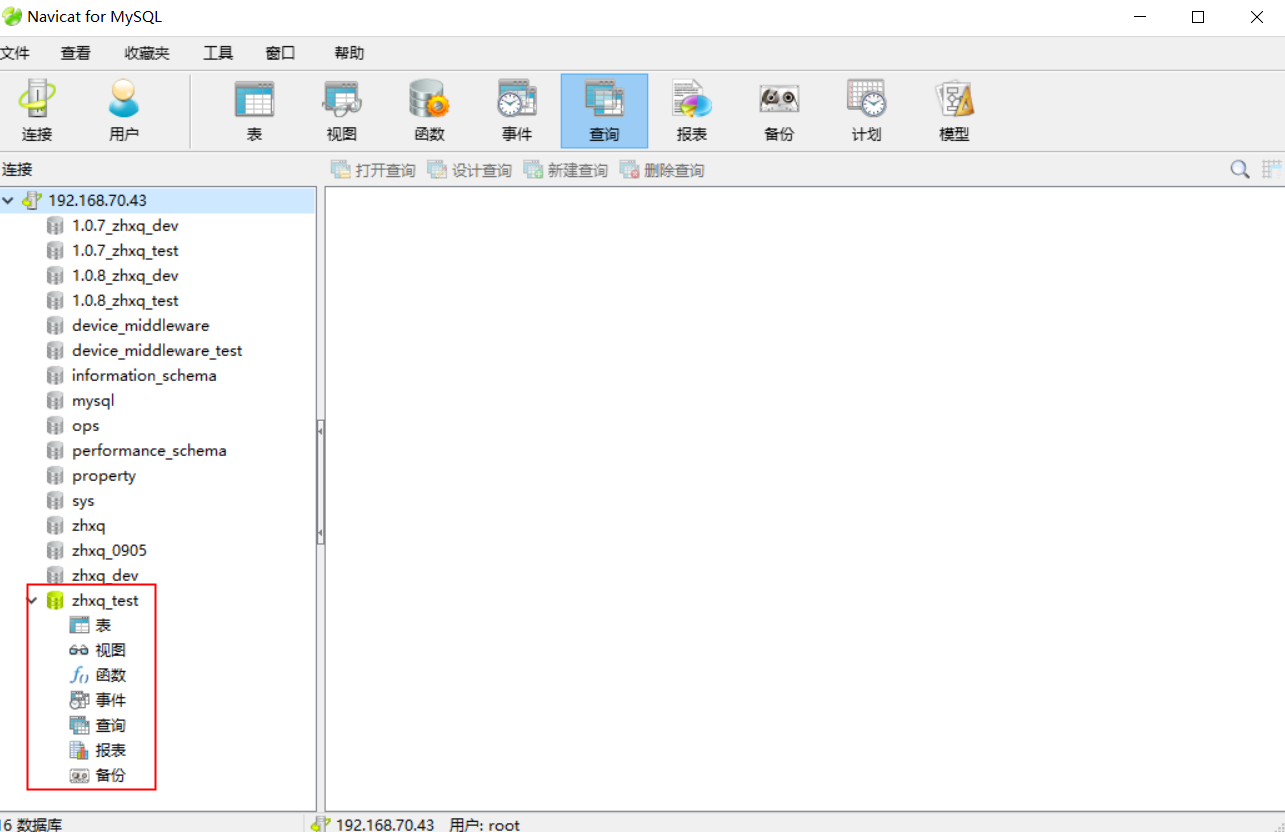 Navicat for MySQL
文件 查看 收藏夹 工具 窗口 帮助
连接 用户 表 视图 函数 事件 查询 报表 备份 计划 模型
连接 打开查询 设计查询 新建查询 删除查询
192.168.70.43
1.0.7_zhxq_dev
1.0.7_zhxq_test
1.0.8_zhxq_dev
1.0.8_zhxq_test
device_middleware
device_middleware_test
information_schema
mysql
ops
performance_schema
property
sys
zhxq
zhxq_0905
zhxq_dev
zhxq_test
表
视图
f() 函数
事件
查询
报表
备份
16 数据库 192.168.70.43 用户: root